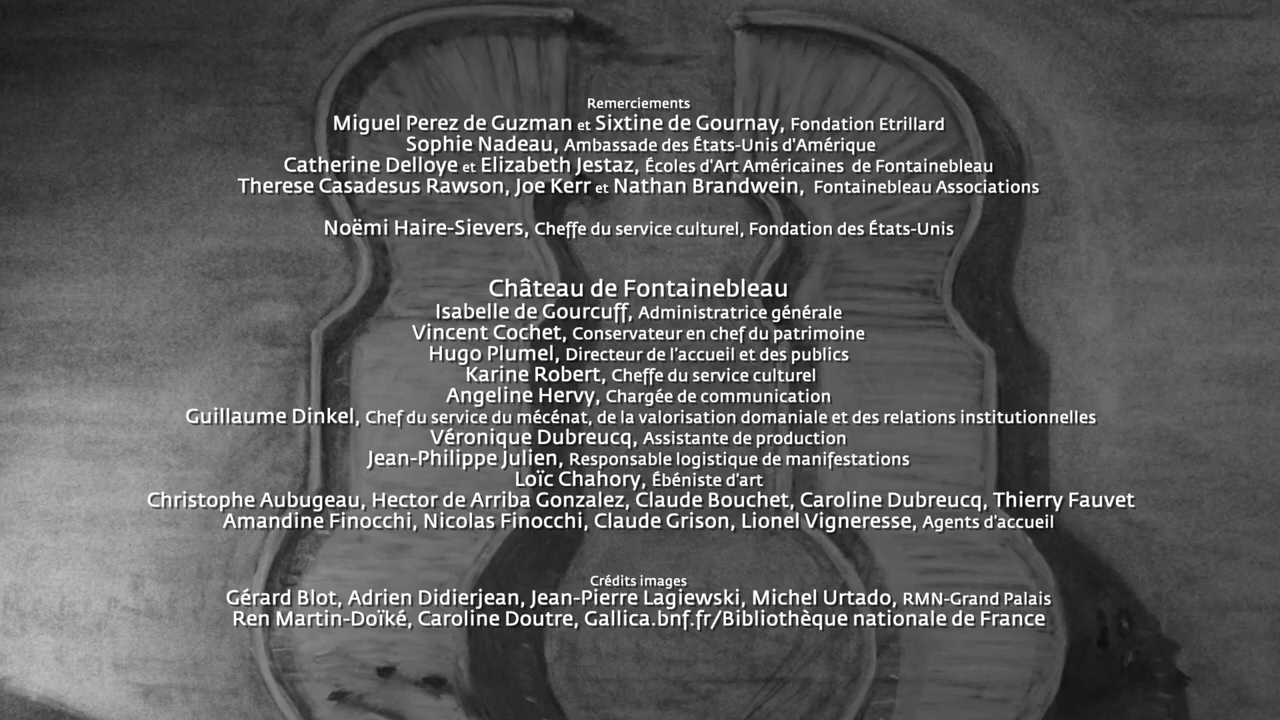 Remerciements
Miguel Perez de Guzman et Sixtine de Gournay, Fondation Etrillard
Sophie Nadeau, Ambassade des États-Unis d'Amérique
Catherine Delloye et Elizabeth Jestaz, Écoles d'Art Américaines de Fontainebleau
Therese Casadesus Rawson, Joe Kerr et Nathan Brandwein, Fontainebleau Associations
Noëmi Haire-Sievers, Cheffe du service culturel, Fondation des États-Unis
Château de Fontainebleau
Isabelle de Gourcuff, Administratrice générale
Vincent Cochet, Conservateur en chef du patrimoine
Hugo Plumel, Directeur de l'accueil et des publics
Karine Robert, Cheffe du service culturel
Angeline Hervy, Chargée de communication
Guillaume Dinkel, Chef du service du mécénat, de la valorisation domaniale et des relations institutionnelles
Véronique Dubreucq, Assistante de production
Jean-Philippe Julien, Responsable logistique de manifestations
Loïc Chahory, Ébéniste d'art
Christophe Aubugeau, Hector de Arriba Gonzalez, Claude Bouchet, Caroline Dubreucq, Thierry Fauvet
Amandine Finocchi, Nicolas Finocchi, Claude Grison, Lionel Vigneresse, Agents d'accueil
Crédits images
Gérard Blot, Adrien Didierjean, Jean-Pierre Lagiewski, Michel Urtado, RMN-Grand Palais
Ren Martin-Doïké, Caroline Doutre, Gallica.bnf.fr/Bibliothèque nationale de France